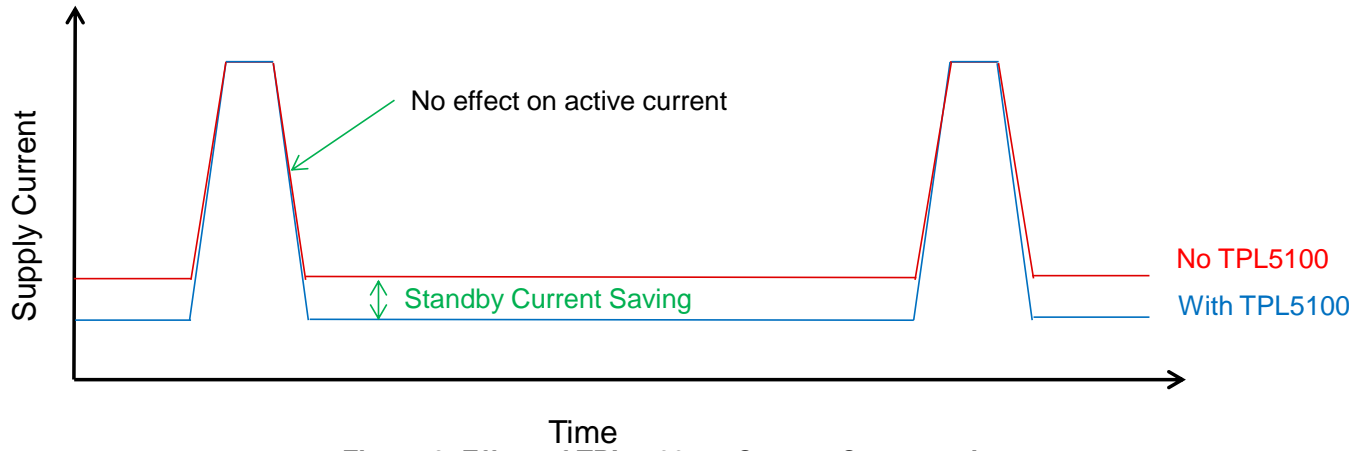 Supply Current
No effect on active current
Standby Current Saving
No TPL5100
With TPL5100
Time